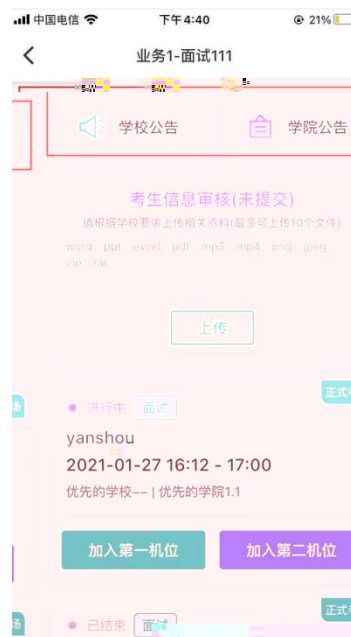 中国电信 下午4:40 21%
业务1-面试111
学校公告 学院公告
考生信息审核(未提交)
请根据学校要求上传相关资料(最多可上传10个文件)
word、ppt、excel、pdf、mp3、mp4、png、jpeg、
zip、rar
上传
正式
场 进行中 面试
yanshou
2021-01-27 16:12 - 17:00
优先的学校-- | 优先的学院1.1
加入第一机位 加入第二机位
正式
场 已结束 面试